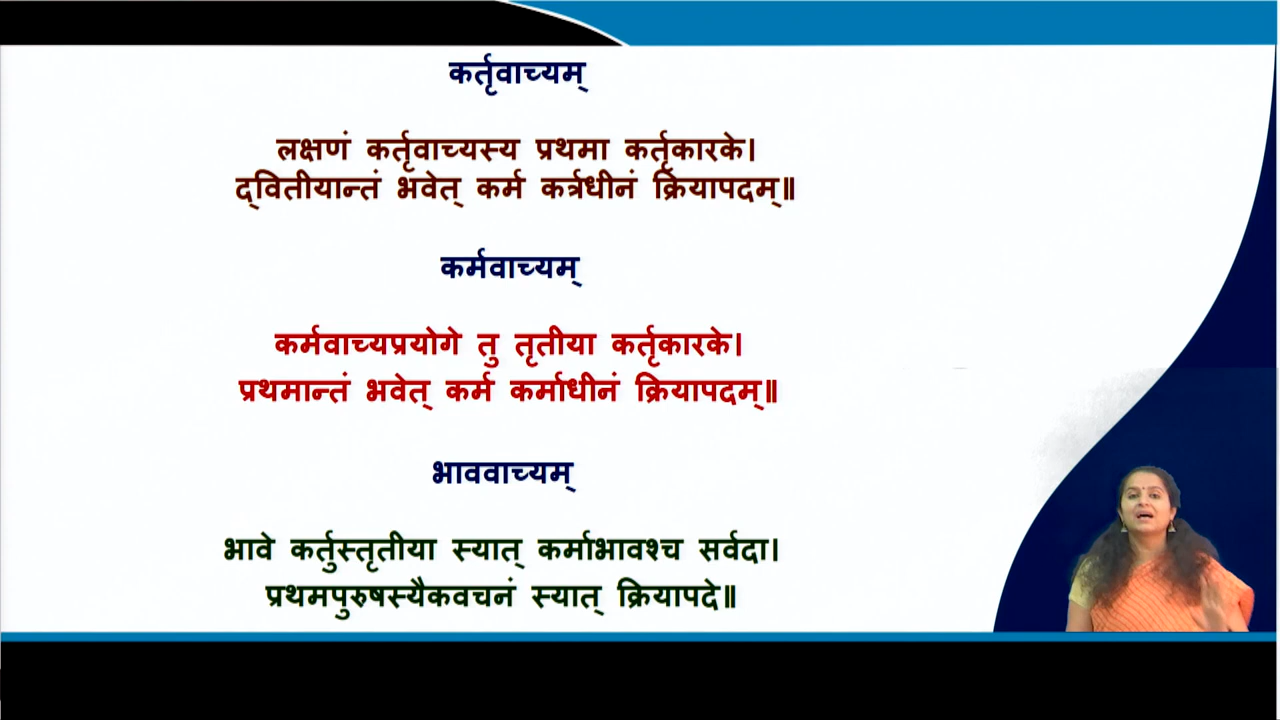 कर्तृवाच्यम्
लक्षणं कर्तृवाच्यस्य प्रथमा कर्तृकारके।
द्वितीयान्तं भवेत् कर्म कर्त्रधीनं क्रियापदम्॥
कर्मवाच्यम्
कर्मवाच्यप्रयोगे तु तृतीया कर्तृकारके।
प्रथमान्तं भवेत् कर्म कर्माधीनं क्रियापदम्॥
भाववाच्यम्
भावे कर्तुस्तृतीया स्यात् कर्माभावश्च सर्वदा।
प्रथमपुरुषस्यैकवचनं स्यात् क्रियापदे॥